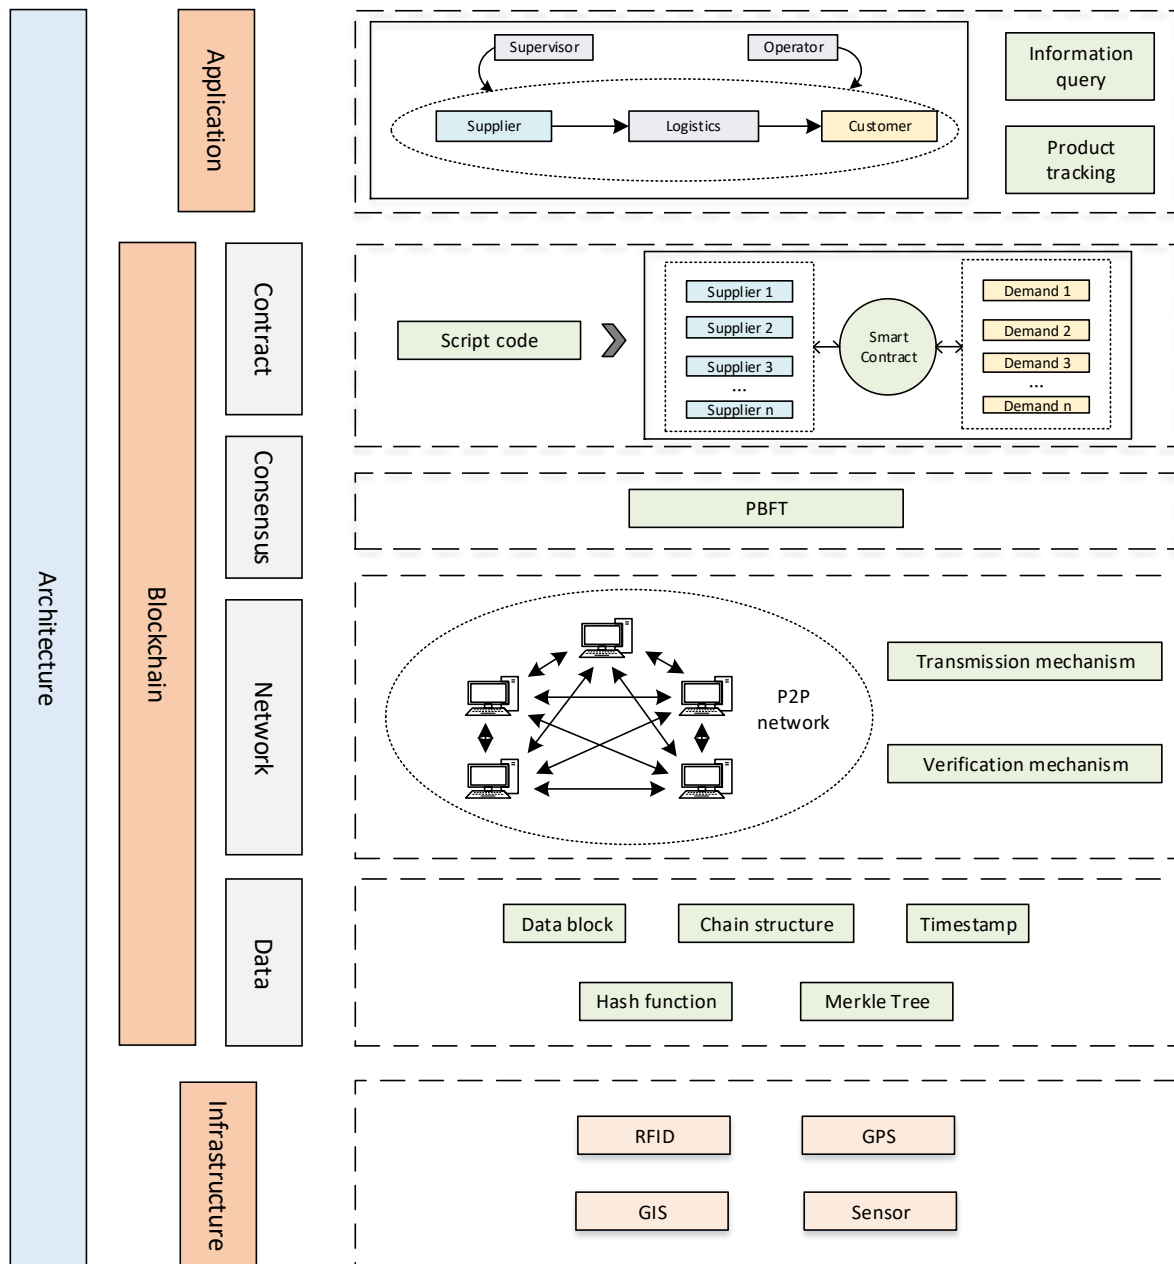 Architecture
Application
Supervisor
Operator
Supplier
Logistics
Customer
Information
query
Product
tracking
Blockchain
Contract
Script code
Supplier 1
Supplier 2
Supplier 3
...
Supplier n
Smart
Contract
Demand 1
Demand 2
Demand 3
...
Demand n
Consensus
PBFT
Network
P2P
network
Transmission mechanism
Verification mechanism
Data
Data block
Chain structure
Timestamp
Hash function
Merkle Tree
Infrastructure
RFID
GPS
GIS
Sensor